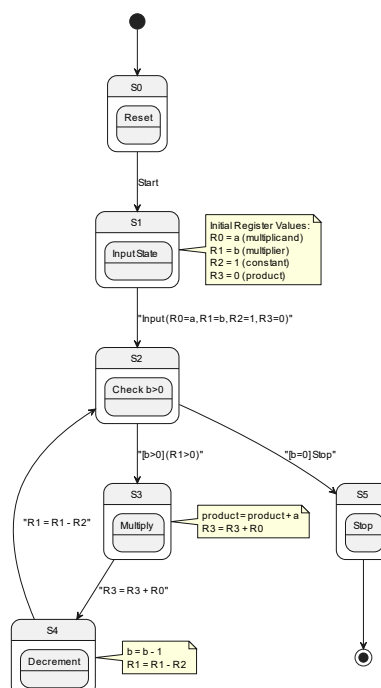 S0
Reset
Start
S1
Input State
Initial Register Values:
R0 = a (multiplicand)
R1 = b (multiplier)
R2 = 1 (constant)
R3 = 0 (product)
"Input (R0=a, R1=b, R2=1, R3=0)"
S2
Check b>0
"[b>0] (R1>0)"
"[b=0] Stop"
S3
Multiply
product = product + a
R3 = R3 + R0
S5
Stop
"R1 = R1 - R2"
"R3 = R3 + R0"
S4
Decrement
b = b - 1
R1 = R1 - R2